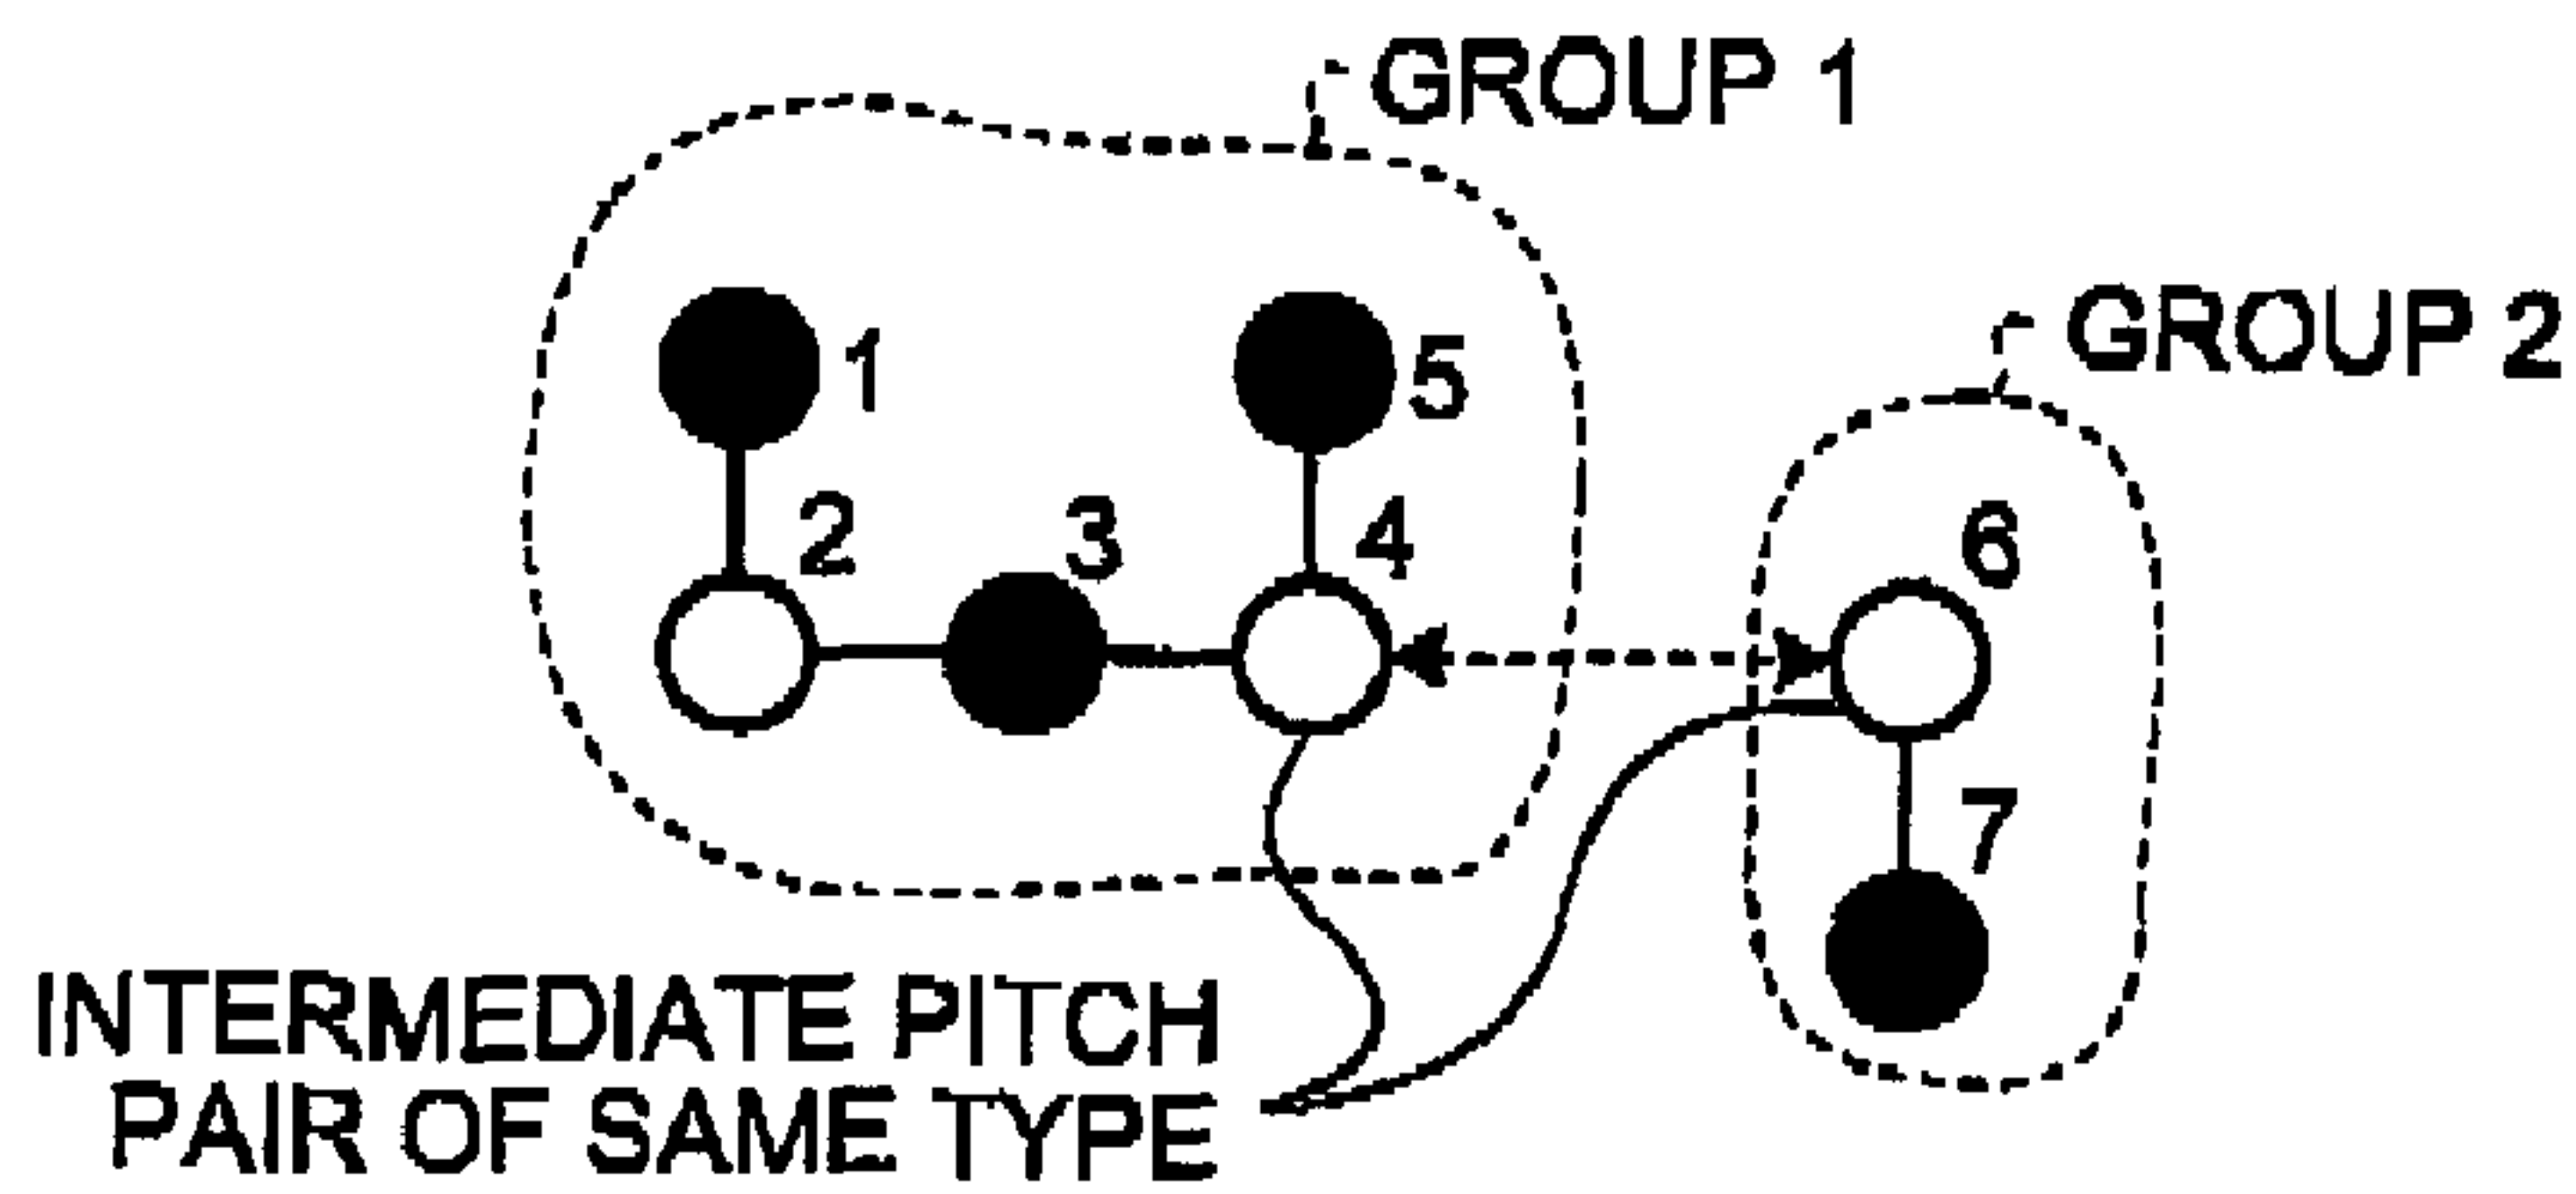 GROUP 1
GROUP 2
1
5
2
3
4
6
7
INTERMEDIATE PITCH
PAIR OF SAME TYPE